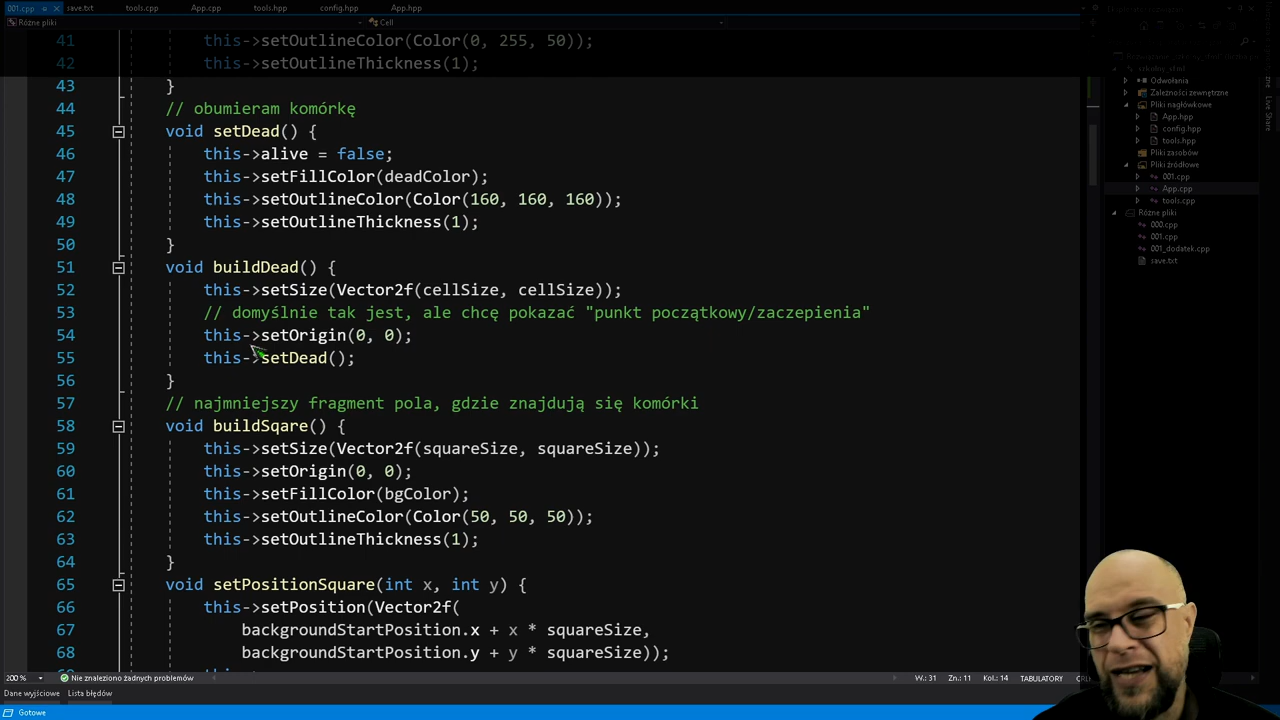 001.cpp
save.txt
tools.cpp
App.cpp
tools.hpp
config.hpp
App.hpp
Różne pliki
Cell
41 this->setOutlineColor(Color(0, 255, 50));
42 this->setOutlineThickness(1);
43 }
44 // obumieram komórkę
45 void setDead() {
46 this->alive = false;
47 this->setFillColor(deadColor);
48 this->setOutlineColor(Color(160, 160, 160));
49 this->setOutlineThickness(1);
50 }
51 void buildDead() {
52 this->setSize(Vector2f(cellSize, cellSize));
53 // domyślnie tak jest, ale chcę pokazać "punkt początkowy/zaczepienia"
54 this->setOrigin(0, 0);
55 this->setDead();
56 }
57 // najmniejszy fragment pola, gdzie znajdują się komórki
58 void buildSqare() {
59 this->setSize(Vector2f(squareSize, squareSize));
60 this->setOrigin(0, 0);
61 this->setFillColor(bgColor);
62 this->setOutlineColor(Color(50, 50, 50));
63 this->setOutlineThickness(1);
64 }
65 void setPositionSquare(int x, int y) {
66 this->setPosition(Vector2f(
67 backgroundStartPosition.x + x * squareSize,
68 backgroundStartPosition.y + y * squareSize));
Odwołania
Zależności zewnętrzne
Pliki nagłówkowe
App.hpp
config.hpp
tools.hpp
Pliki zasobów
Pliki źródłowe
001.cpp
App.cpp
tools.cpp
Różne pliki
000.cpp
001.cpp
001_dodatek.cpp
save.txt
Live Share
200 %
Nie znaleziono żadnych problemów
W.: 31
Zn.: 11
Kol.: 14
TABULATORY
Dane wyjściowe
Lista błędów
Gotowe